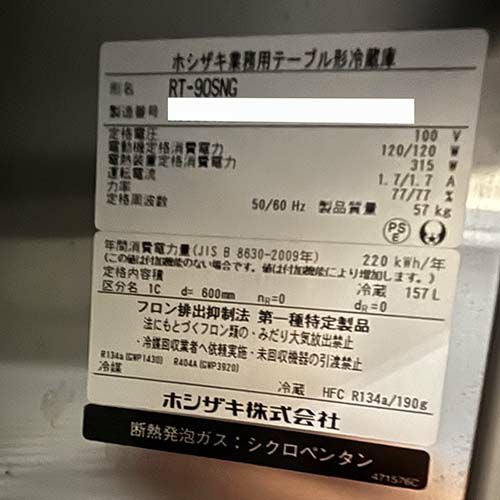 ホシザキ業務用テーブル形冷蔵庫
形名 RT-90SNG
製造番号
定格電圧 100 V
電動機定格消費電力 120/120 W
電熱装置定格消費電力 315 W
運転電流 1.7/1.7 A
力率 77/77 %
定格周波数 50/60 Hz 製品質量 57 kg
PS E
年間消費電力量(JIS B 8630-2009年) 220 kWh/年
(この値は付加機能のない場合です。値は付加機能により増加します。)
定格内容積 冷蔵 157L
区分名 1C d= 600mm nR=0 dR=0
フロン排出抑制法 第一種特定製品
法にもとづくフロン類の・みだり大気放出禁止
・冷媒回収業者へ依頼実施・未回収機器の引渡禁止
R134a(GWP1430) R404A(GWP3920)
冷媒 冷蔵 HFC R134a/190g
ホシザキ株式会社
断熱発泡ガス：シクロペンタン
471576C